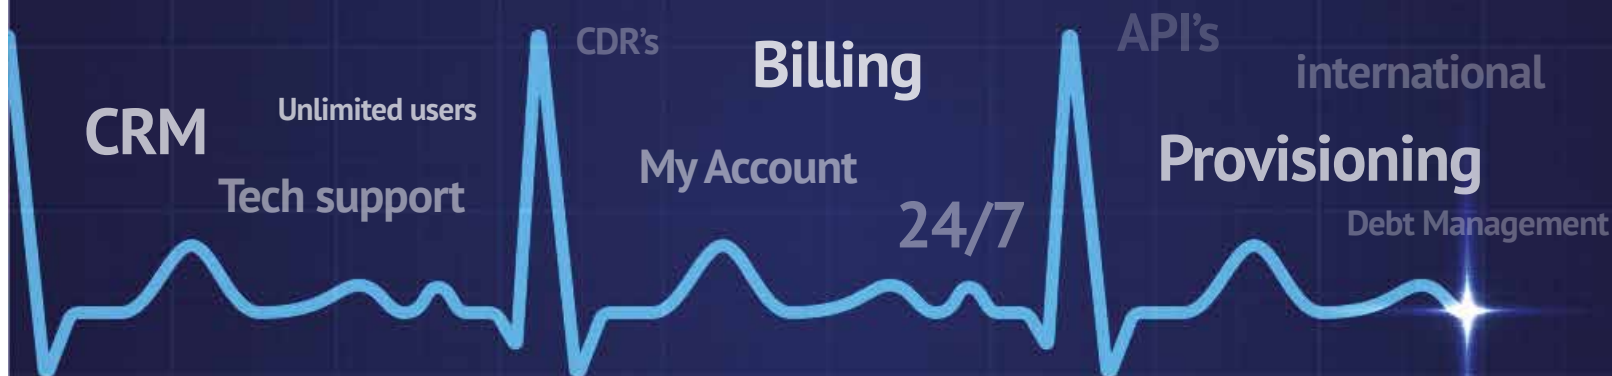 CRM
Unlimited users
Tech support
CDR's
Billing
My Account
24/7
API's
international
Provisioning
Debt Management